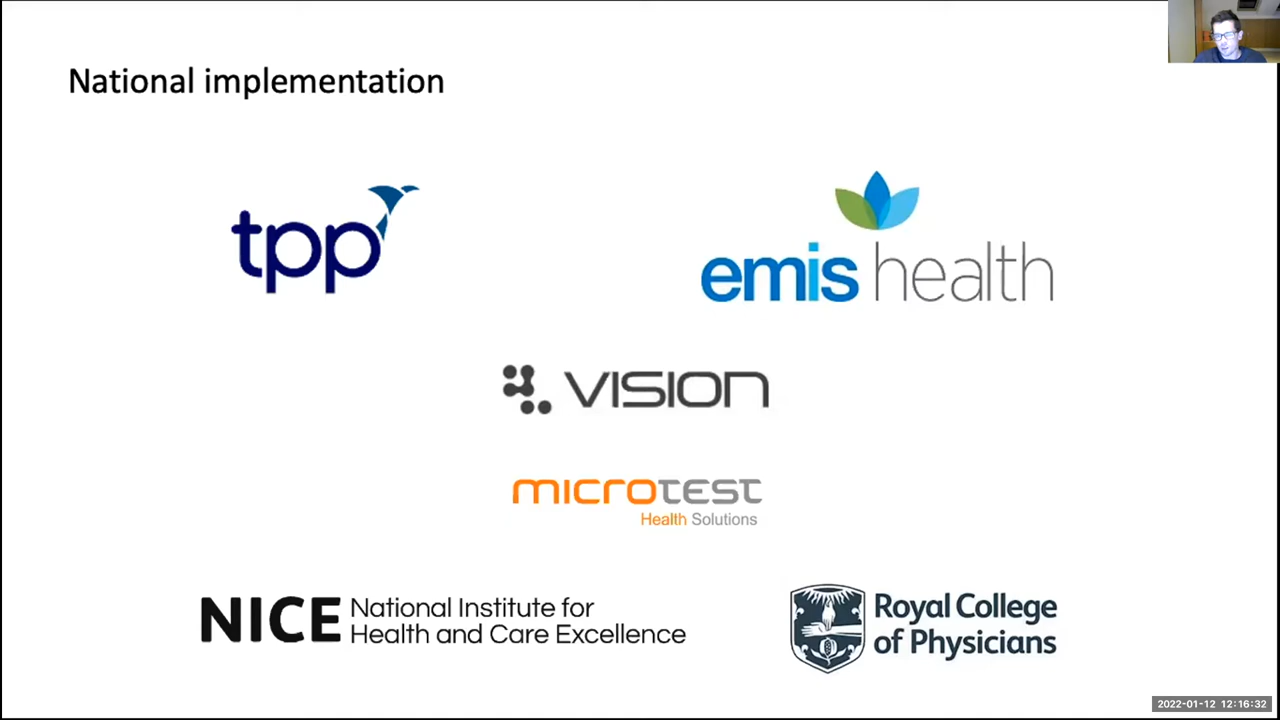 National implementation
tpp
emis health
VISION
microtest
Health Solutions
NICE National Institute for
Health and Care Excellence
Royal College
of Physicians
2022-01-12 12:16:32